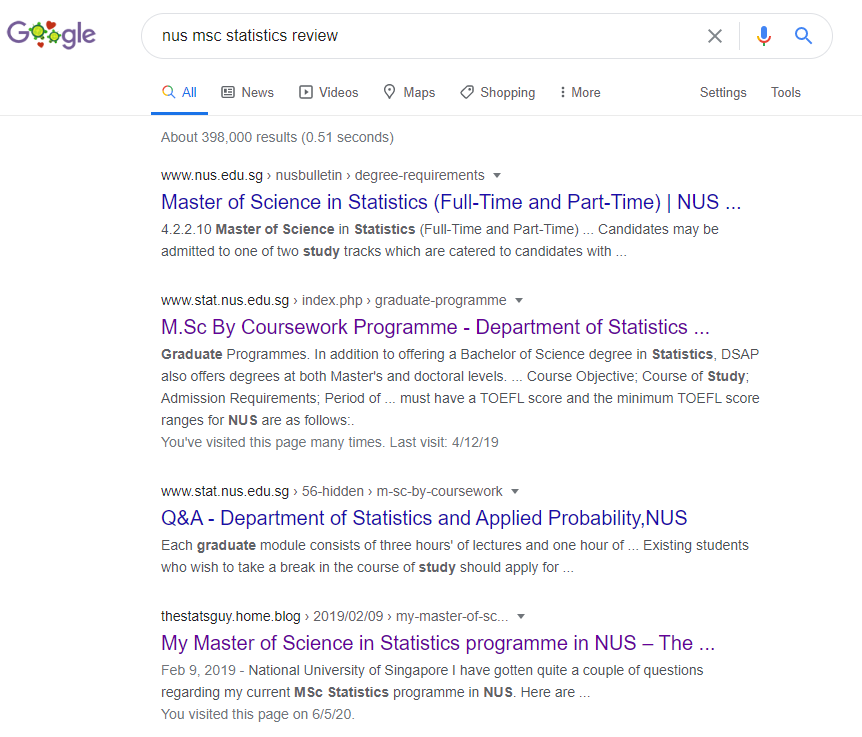 Google
nus msc statistics review
All News Videos Maps Shopping More Settings Tools
About 398,000 results (0.51 seconds)
www.nus.edu.sg › nusbulletin › degree-requirements
Master of Science in Statistics (Full-Time and Part-Time) | NUS ...
4.2.2.10 Master of Science in Statistics (Full-Time and Part-Time) ... Candidates may be
admitted to one of two study tracks which are catered to candidates with ...
www.stat.nus.edu.sg › index.php › graduate-programme
M.Sc By Coursework Programme - Department of Statistics ...
Graduate Programmes. In addition to offering a Bachelor of Science degree in Statistics, DSAP
also offers degrees at both Master's and doctoral levels. ... Course Objective; Course of Study;
Admission Requirements; Period of ... must have a TOEFL score and the minimum TOEFL score
ranges for NUS are as follows:.
You've visited this page many times. Last visit: 4/12/19
www.stat.nus.edu.sg › 56-hidden › m-sc-by-coursework
Q&A - Department of Statistics and Applied Probability,NUS
Each graduate module consists of three hours' of lectures and one hour of ... Existing students
who wish to take a break in the course of study should apply for ...
thestatsguy.home.blog › 2019/02/09 › my-master-of-sc...
My Master of Science in Statistics programme in NUS – The ...
Feb 9, 2019 - National University of Singapore I have gotten quite a couple of questions
regarding my current MSc Statistics programme in NUS. Here are ...
You visited this page on 6/5/20.